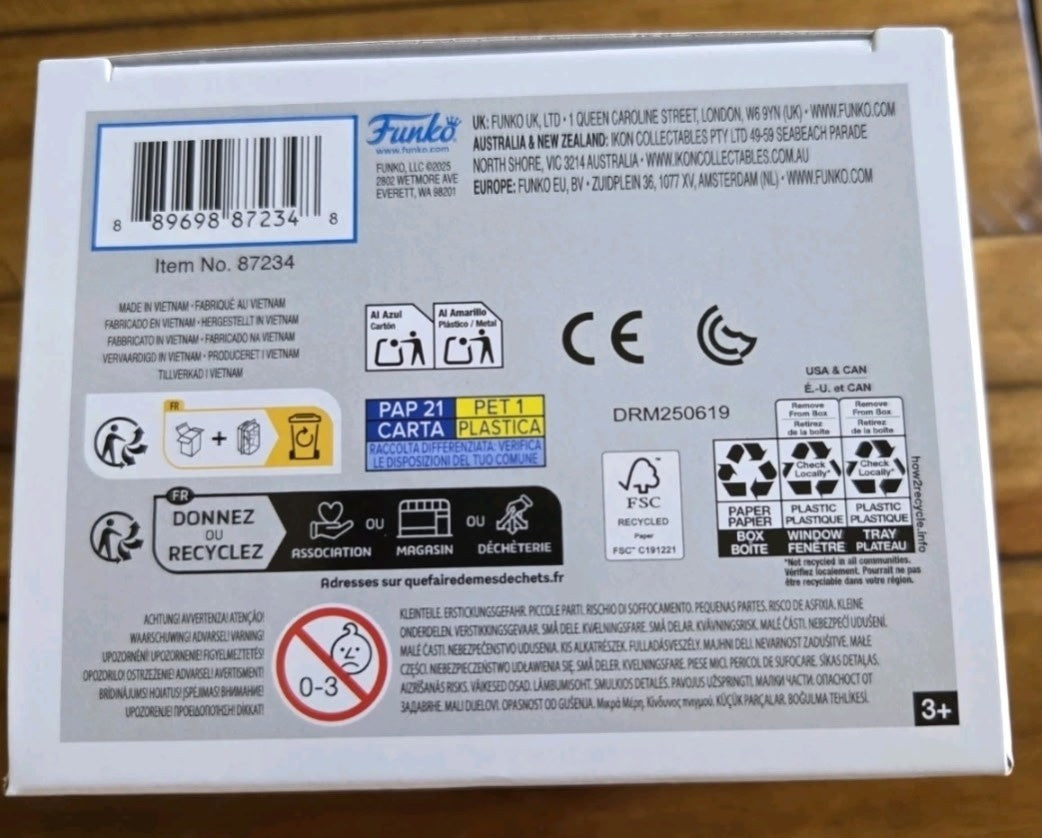 8 89698 87234 8
Item No. 87234
Funko
www.funko.com
FUNKO, LLC ©2025
2802 WETMORE AVE
EVERETT, WA 98201
UK: FUNKO UK, LTD • 1 QUEEN CAROLINE STREET, LONDON, W6 9YN (UK) • WWW.FUNKO.COM
AUSTRALIA & NEW ZEALAND: IKON COLLECTABLES PTY LTD 49-59 SEABEACH PARADE
NORTH SHORE, VIC 3214 AUSTRALIA • WWW.IKONCOLLECTABLES.COM.AU
EUROPE: FUNKO EU, BV • ZUIDPLEIN 36, 1077 XV, AMSTERDAM (NL) • WWW.FUNKO.COM
MADE IN VIETNAM • FABRIQUÉ AU VIETNAM
FABRICADO EN VIETNAM • HERGESTELLT IN VIETNAM
FABBRICATO IN VIETNAM • FABRICADO NA VIETNAM
VERVAARDIGD IN VIETNAM • PRODUCERET I VIETNAM
TILLVERKAD I VIETNAM
Al Azul
Cartón
Al Amarillo
Plástico / Metal
CE
FR
+
PAP 21
CARTA
PET 1
PLASTICA
RACCOLTA DIFFERENZIATA: VERIFICA
LE DISPOSIZIONI DEL TUO COMUNE
DRM250619
FSC
RECYCLED
Paper
FSC® C191221
USA & CAN
É.-U. et CAN
Remove
From Box
Retirez
de la boîte
Remove
From Box
Retirez
de la boîte
Check
Locally*
Check
Locally*
PAPER
PAPIER
PLASTIC
PLASTIQUE
PLASTIC
PLASTIQUE
BOX
BOÎTE
WINDOW
FENÊTRE
TRAY
PLATEAU
how2recycle.info
*Not recycled in all communities.
Vérifiez localement. Pourrait ne pas
être recyclable dans votre région.
FR
DONNEZ
OU
RECYCLEZ
ASSOCIATION
OU
MAGASIN
OU
DÉCHÈTERIE
Adresses sur quefairedemesdechets.fr
ACHTUNG! AVVERTENZA! ATENÇÃO!
WAARSCHUWING! ADVARSEL! VARNING!
UPOZORNĚNÍ! UPOZORNENIE! FIGYELMEZTETÉS!
OPOZORILO! OSTRZEŻENIE! ADVARSEL! AVERTISMENT!
BRĪDINĀJUMS! HOIATUS! ĮSPĖJIMAS! ВНИМАНИЕ!
UPOZORENJE! ΠΡΟΕΙΔΟΠΟΙΗΣΗ! DIKKAT!
0-3
KLEINTEILE. ERSTICKUNGSGEFAHR. PICCOLE PARTI. RISCHIO DI SOFFOCAMENTO. PEQUENAS PARTES. RISCO DE ASFIXIA. KLEINE
ONDERDELEN. VERSTIKKINGSGEVAAR. SMÅ DELE. KVÆLNINGSFARE. SMÅ DELAR. KVÄVNINGSRISK. MALÉ ČÁSTI. NEBEZPEČÍ UDUŠENÍ.
MALÉ ČASTI. NEBEZPEČENSTVO UDUSENIA. KIS ALKATRÉSZEK. FULLADÁSVESZÉLY. MAJHNI DELI. NEVARNOST ZADUŠITVE. MAŁE
CZĘŚCI. NIEBEZPIECZEŃSTWO UDŁAWIENIA SIĘ. SMÅ DELER. KVELNINGSFARE. PIESE MICI. PERICOL DE SUFOCARE. SĪKAS DETAĻAS.
AIZRĪŠANĀS RISKS. VÄIKESED OSAD. LÄMBUMISOHT. SMULKIOS DETALĖS. PAVOJUS UŽSPRINGTI. МАЛКИ ЧАСТИ. ОПАСНОСТ ОТ
ЗАДАВЯНЕ. MALI DIJELOVI. OPASNOST OD GUŠENJA. Μικρά Μέρη. Κίνδυνος πνιγμού. KÜÇÜK PARÇALAR. BOĞULMA TEHLİKESİ.
3+